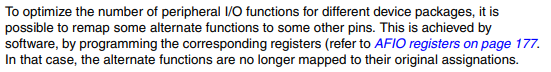 To optimize the number of peripheral I/O functions for different device packages, it is
possible to remap some alternate functions to some other pins. This is achieved by
software, by programming the corresponding registers (refer to AFIO registers on page 177.
In that case, the alternate functions are no longer mapped to their original assignations.